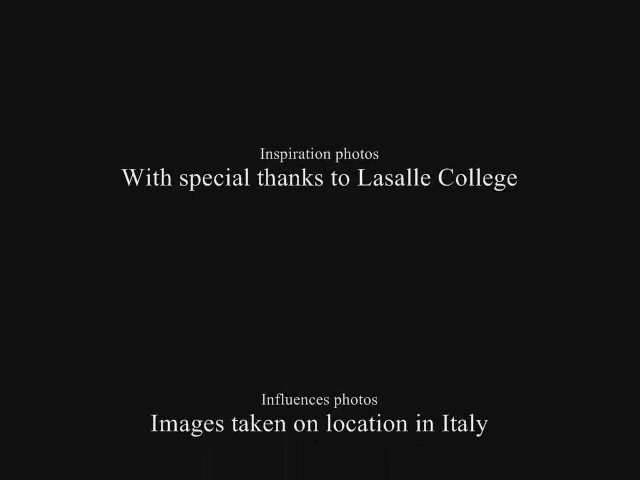 Inspiration photos
With special thanks to Lasalle College
Influences photos
Images taken on location in Italy